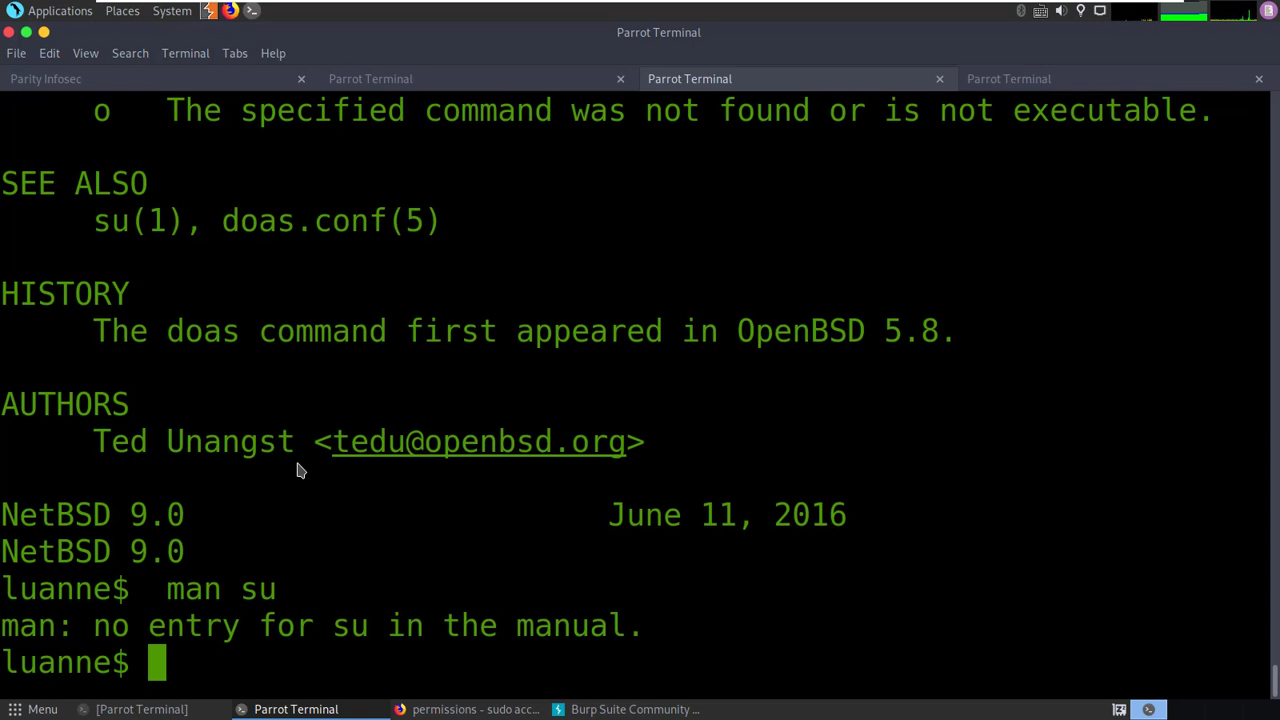 Applications Places System
Parrot Terminal
File Edit View Search Terminal Tabs Help
Parity Infosec Parrot Terminal Parrot Terminal Parrot Terminal
o The specified command was not found or is not executable.
SEE ALSO
su(1), doas.conf(5)
HISTORY
The doas command first appeared in OpenBSD 5.8.
AUTHORS
Ted Unangst <tedu@openbsd.org>
NetBSD 9.0 June 11, 2016
NetBSD 9.0
luanne$ man su
man: no entry for su in the manual.
luanne$
Menu [Parrot Terminal] Parrot Terminal permissions - sudo acc... Burp Suite Community ...